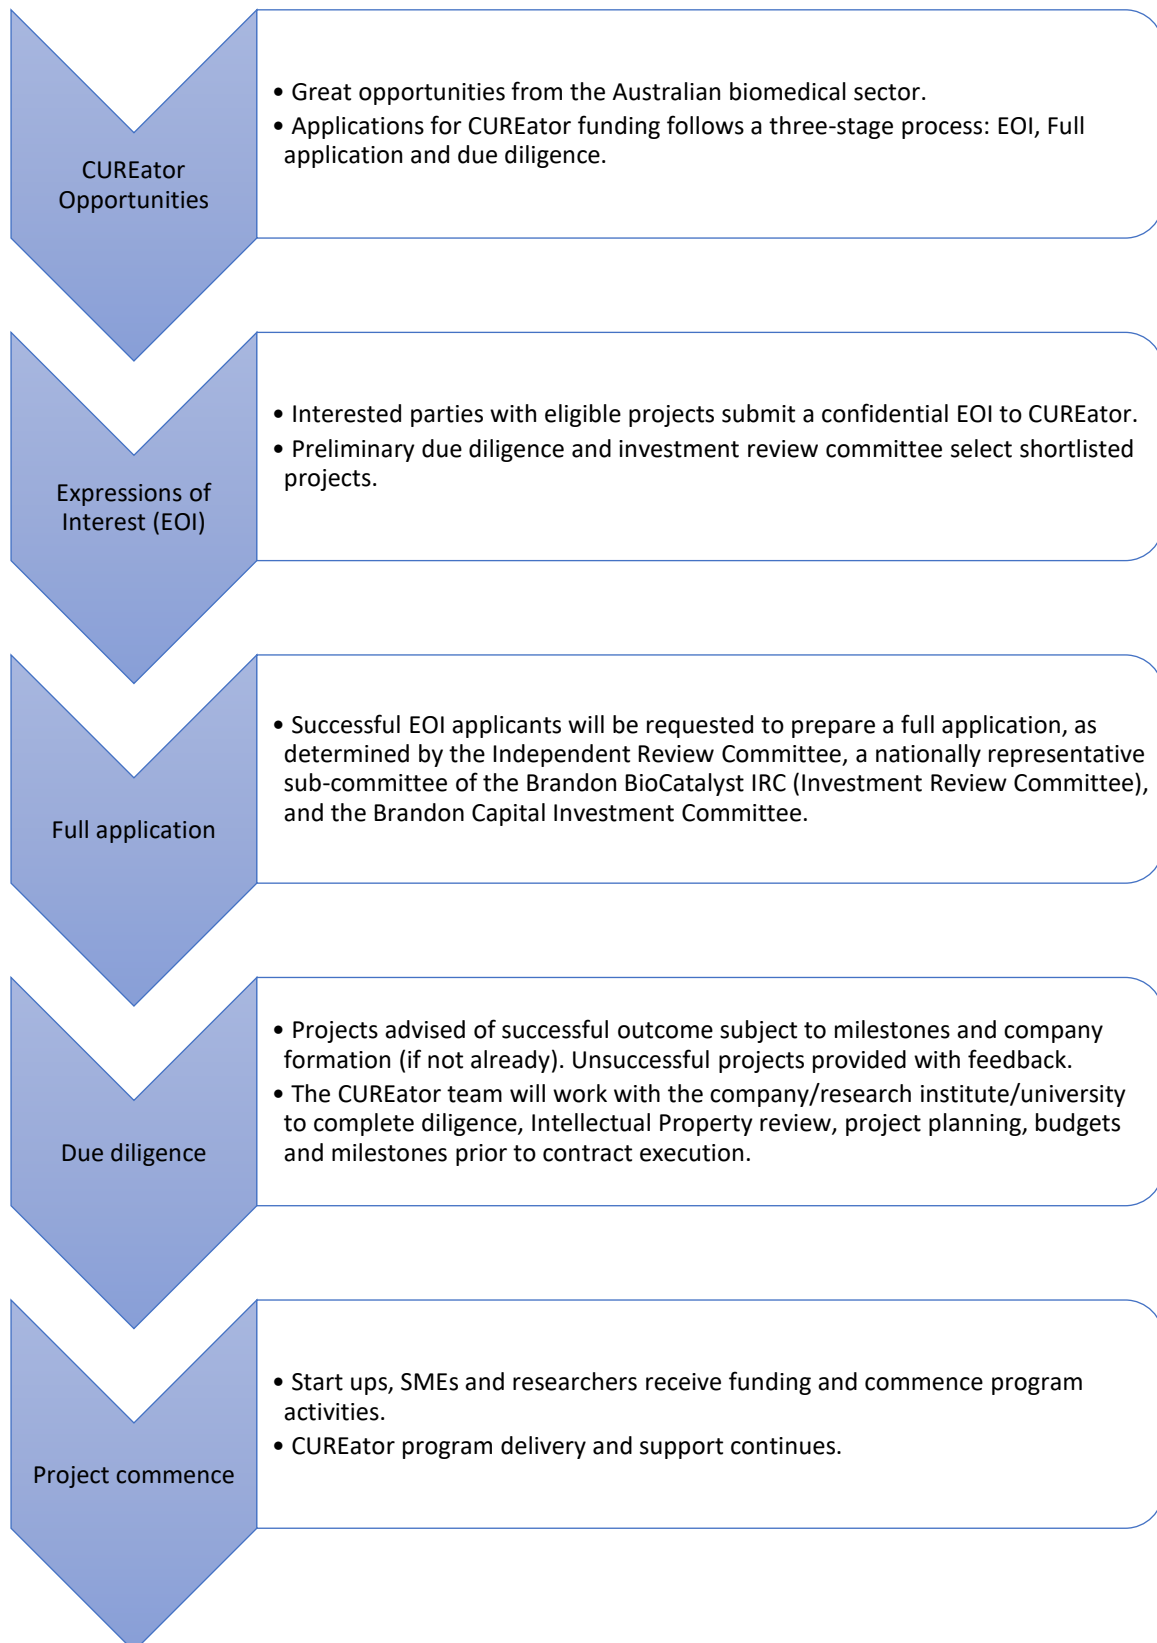 CUREator
Opportunities
• Great opportunities from the Australian biomedical sector.
• Applications for CUREator funding follows a three-stage process: EOI, Full
application and due diligence.
Expressions of
Interest (EOI)
• Interested parties with eligible projects submit a confidential EOI to CUREator.
• Preliminary due diligence and investment review committee select shortlisted
projects.
Full application
• Successful EOI applicants will be requested to prepare a full application, as
determined by the Independent Review Committee, a nationally representative
sub-committee of the Brandon BioCatalyst IRC (Investment Review Committee),
and the Brandon Capital Investment Committee.
Due diligence
• Projects advised of successful outcome subject to milestones and company
formation (if not already). Unsuccessful projects provided with feedback.
• The CUREator team will work with the company/research institute/university
to complete diligence, Intellectual Property review, project planning, budgets
and milestones prior to contract execution.
Project commence
• Start ups, SMEs and researchers receive funding and commence program
activities.
• CUREator program delivery and support continues.